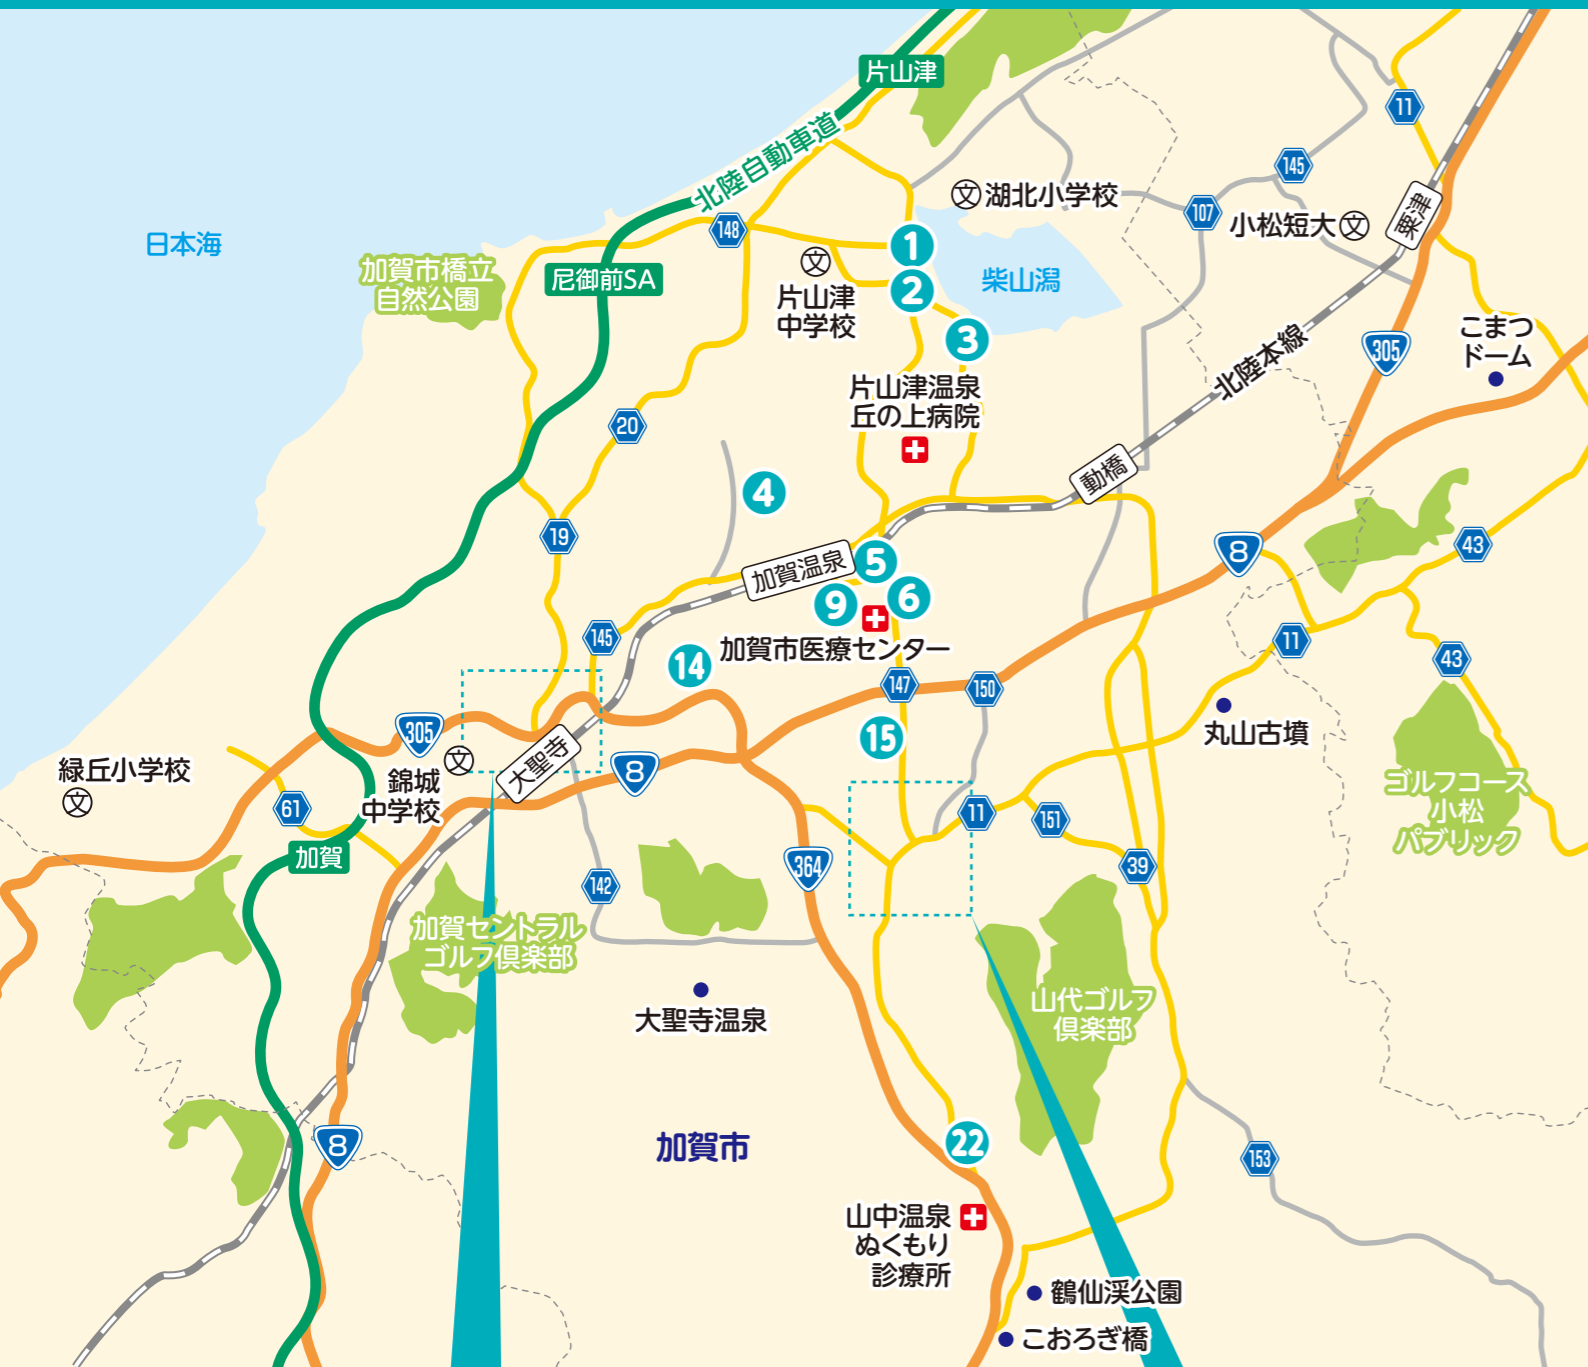 片山津
北陸自動車道
11
145
湖北小学校
文
107
小松短大
文
粟津
日本海
148
1
加賀市橋立
自然公園
尼御前SA
文
片山津
中学校
2
柴山潟
3
こまつ
ドーム
305
北陸本線
片山津温泉
丘の上病院
20
動橋
4
19
加賀温泉
5
8
43
9
6
145
加賀市医療センター
14
11
43
147
150
305
15
丸山古墳
緑丘小学校
文
錦城
中学校
文
大聖寺
8
61
11
151
ゴルフコース
小松
パブリック
加賀
364
39
142
加賀セントラル
ゴルフ倶楽部
大聖寺温泉
山代ゴルフ
倶楽部
8
加賀市
22
153
山中温泉
ぬくもり
診療所
鶴仙渓公園
こおろぎ橋